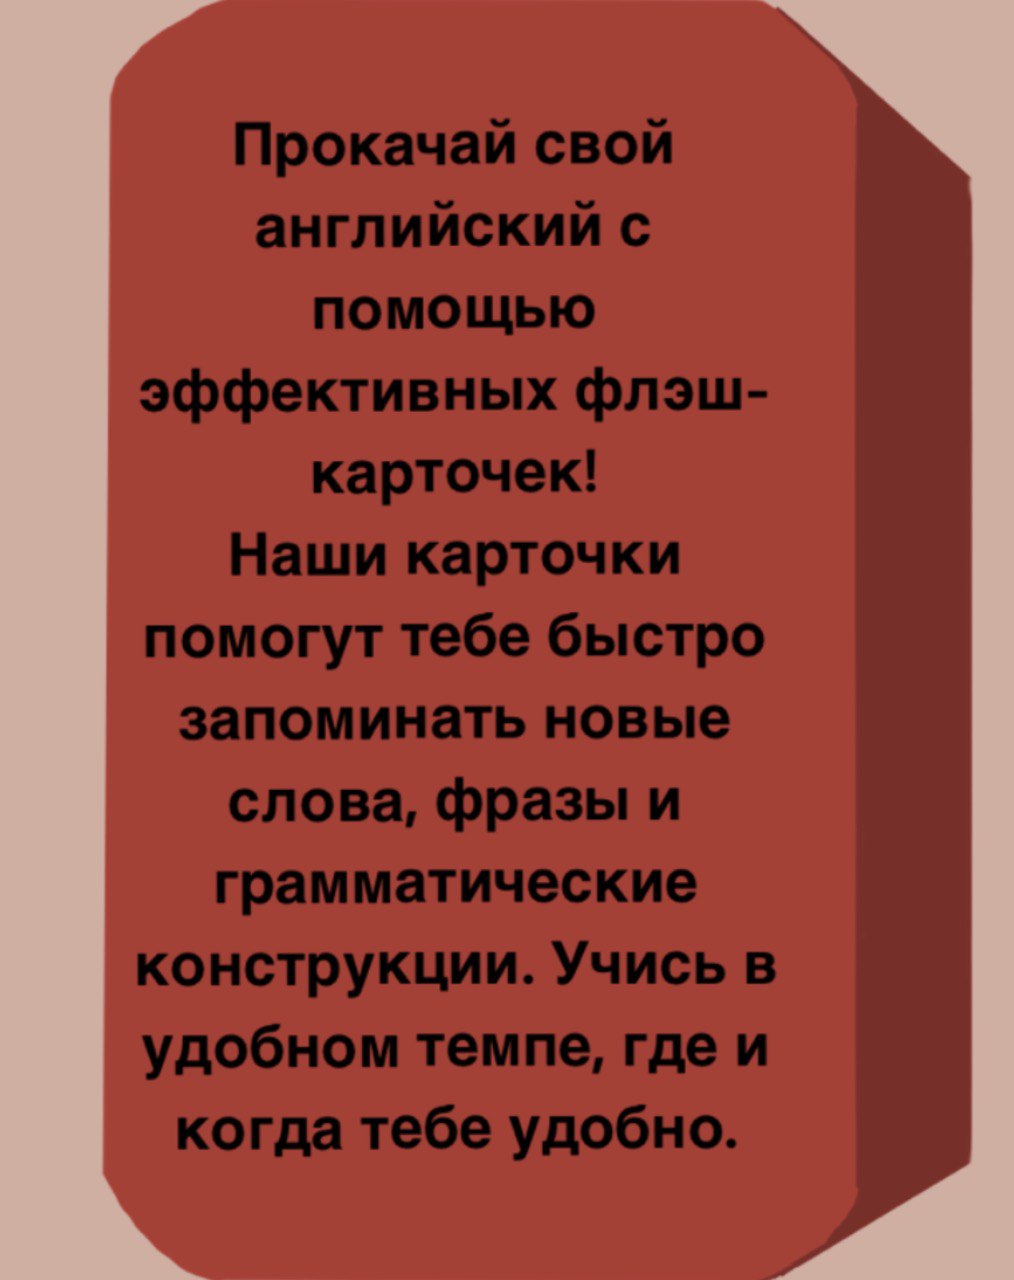 Прокачай свой
английский с
помощью
эффективных флэш-
карточек!
Наши карточки
помогут тебе быстро
запоминать новые
слова, фразы и
грамматические
конструкции. Учись в
удобном темпе, где и
когда тебе удобно.